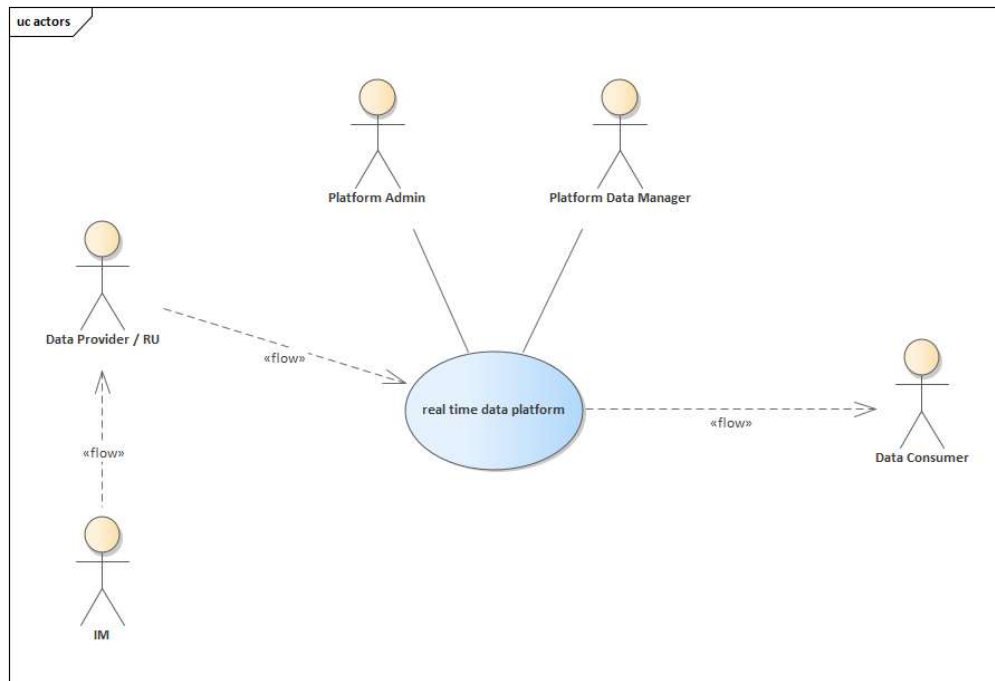 uc actors
Platform Admin
Platform Data Manager
Data Provider / RU
«flow»
real time data platform
«flow»
«flow»
Data Consumer
IM